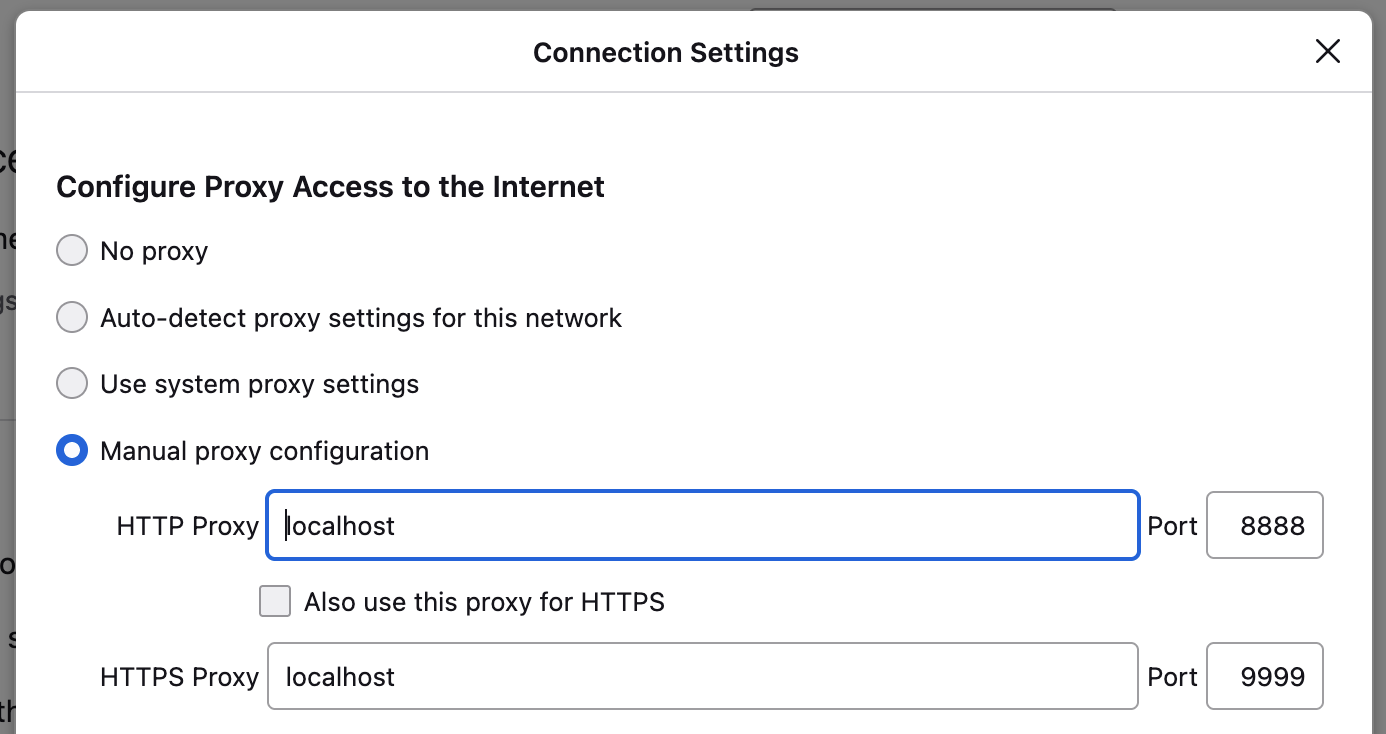 Connection Settings
Configure Proxy Access to the Internet
No proxy
Auto-detect proxy settings for this network
Use system proxy settings
Manual proxy configuration
HTTP Proxy localhost Port 8888
Also use this proxy for HTTPS
HTTPS Proxy localhost Port 9999